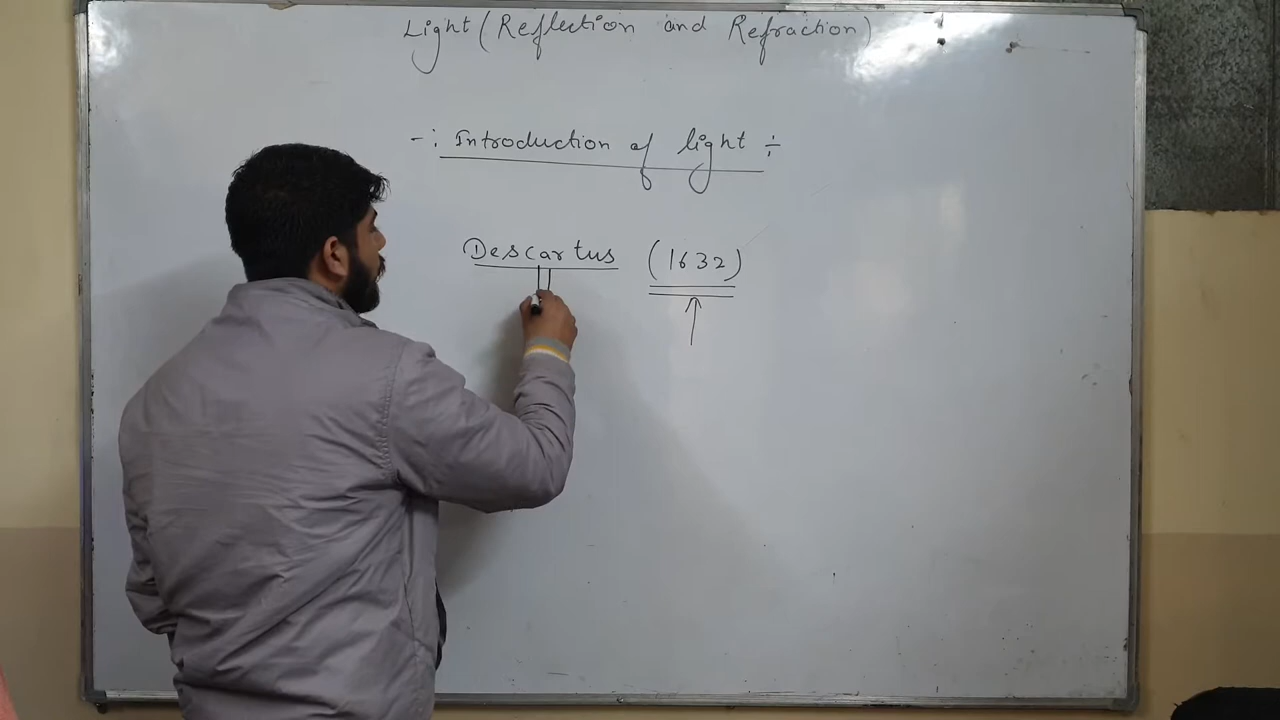 Light (Reflection and Refraction)
-: Introduction of light ÷
Descartus (1632)